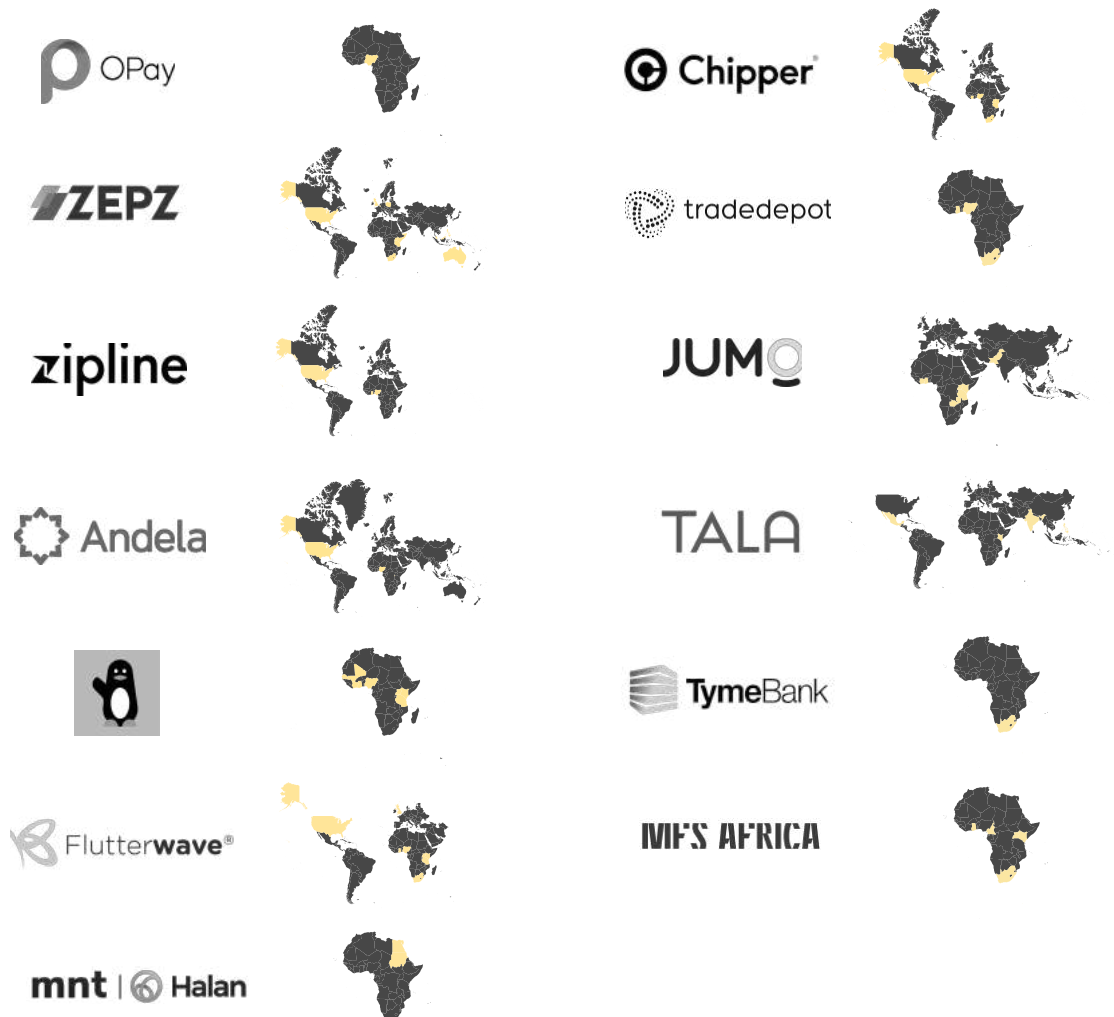 OPay
Chipper®
ZEPZ
tradedepot
zipline
JUMO
Andela
TALA
TymeBank
Flutterwave®
MFS AFRICA
mnt | Halan